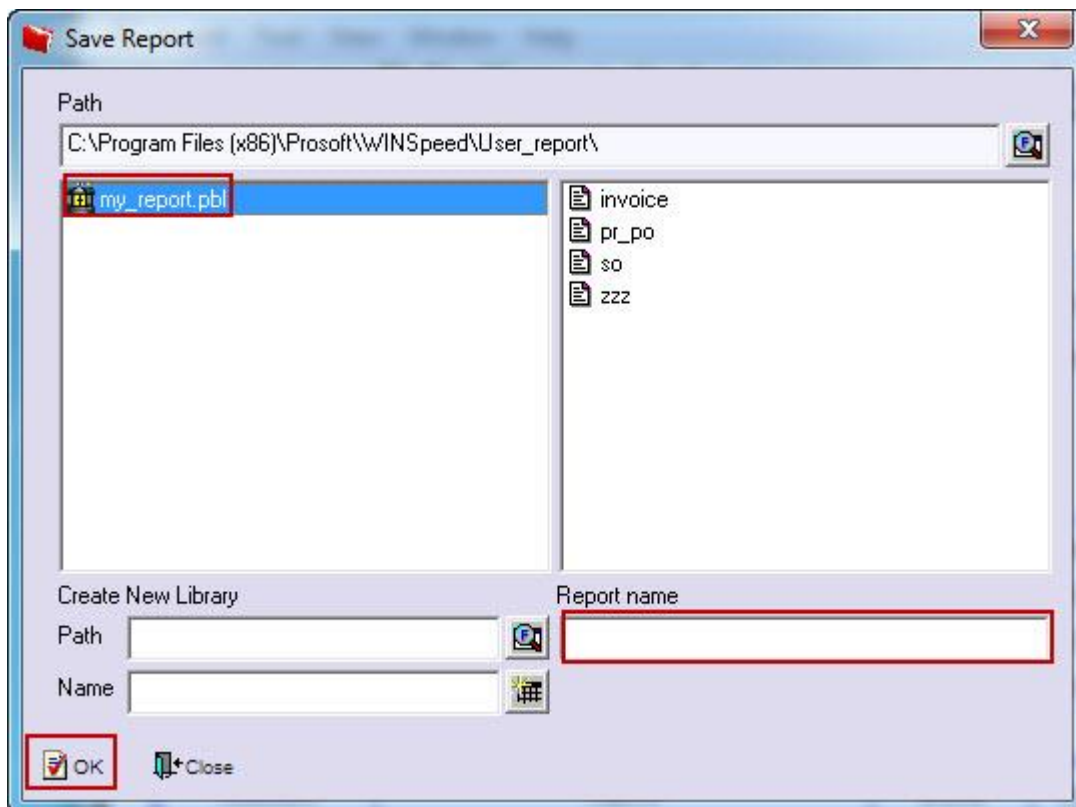 Save Report
Path
C:\Program Files (x86)\Prosoft\WINSpeed\User_report\
my_report.pbl
invoice
pr_po
so
zzz
Create New Library
Report name
Path
Name
OK
Close